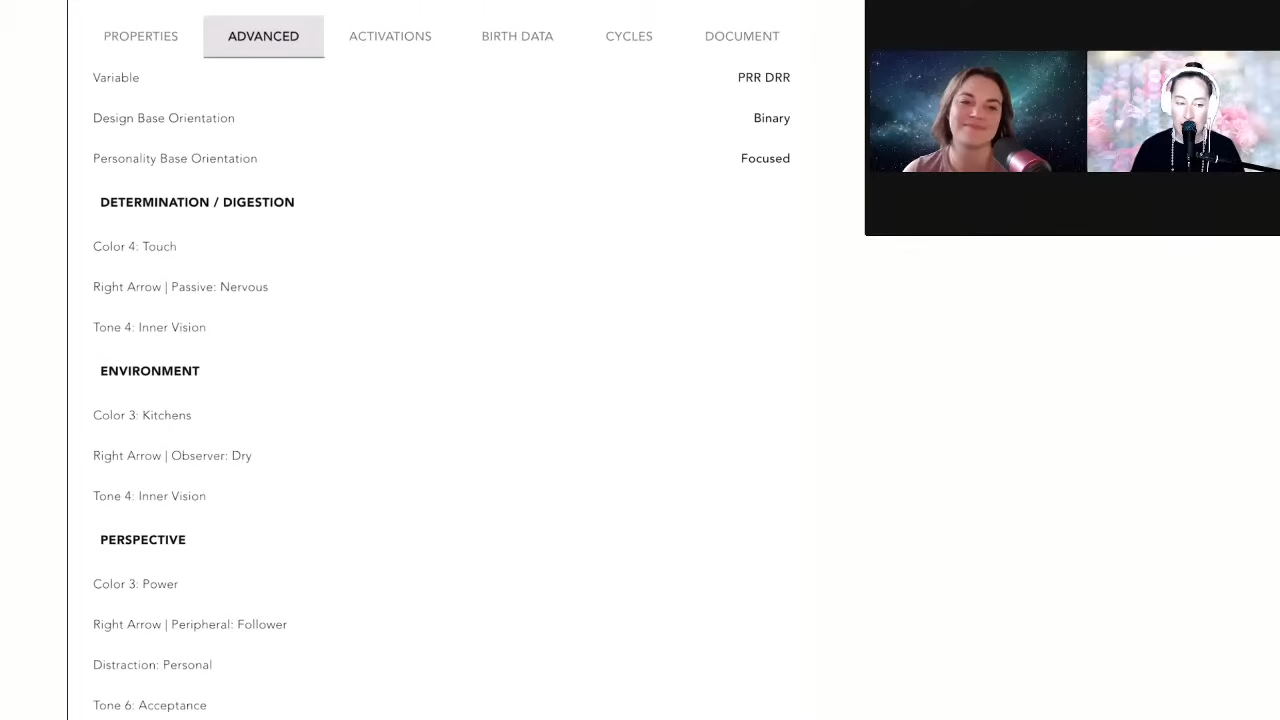 PROPERTIES ADVANCED ACTIVATIONS BIRTH DATA CYCLES DOCUMENT
Variable PRR DRR
Design Base Orientation Binary
Personality Base Orientation Focused
DETERMINATION / DIGESTION
Color 4: Touch
Right Arrow | Passive: Nervous
Tone 4: Inner Vision
ENVIRONMENT
Color 3: Kitchens
Right Arrow | Observer: Dry
Tone 4: Inner Vision
PERSPECTIVE
Color 3: Power
Right Arrow | Peripheral: Follower
Distraction: Personal
Tone 6: Acceptance